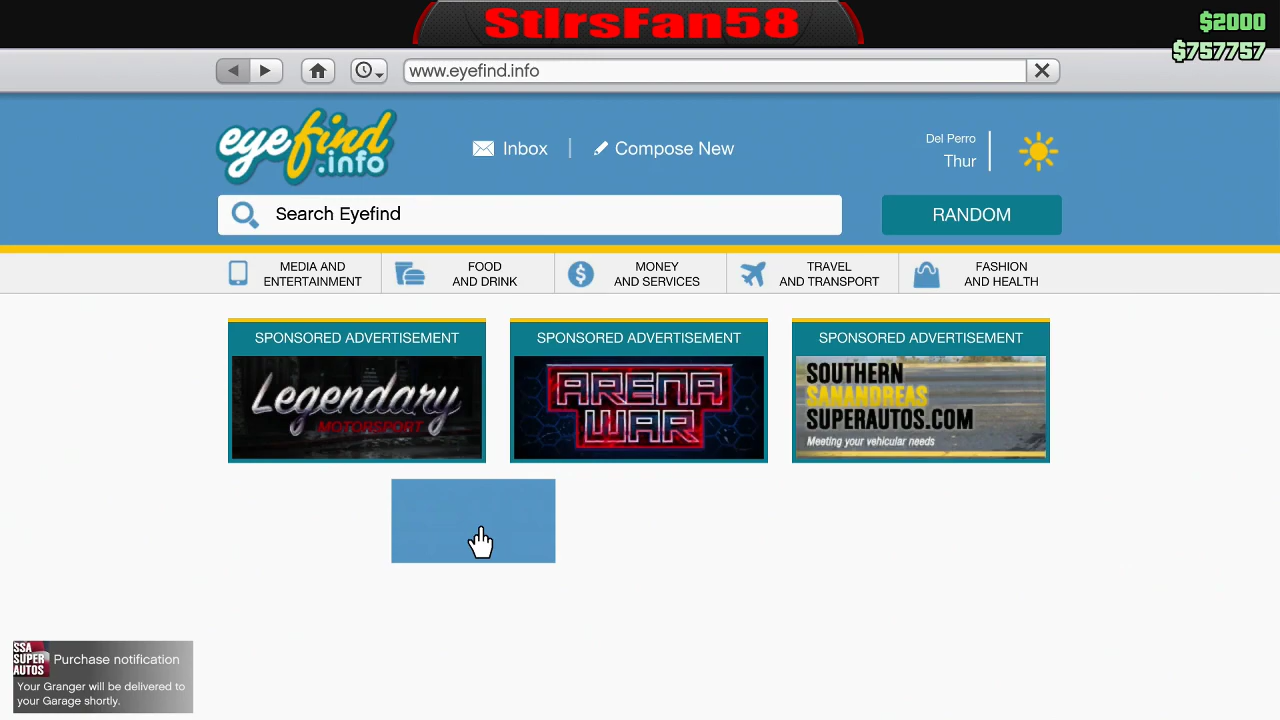 StlrsFan58
$2000
$757757
www.eyefind.info
eyefind
.info
Inbox
Compose New
Del Perro
Thur
Search Eyefind
RANDOM
MEDIA AND
ENTERTAINMENT
FOOD
AND DRINK
MONEY
AND SERVICES
TRAVEL
AND TRANSPORT
FASHION
AND HEALTH
SPONSORED ADVERTISEMENT
Legendary
MOTORSPORT
SPONSORED ADVERTISEMENT
ARENA
WAR
SPONSORED ADVERTISEMENT
SOUTHERN
SANANDREAS
SUPERAUTOS.COM
Meeting your vehicular needs
SSA
SUPER
AUTOS
Purchase notification
Your Granger will be delivered to
your Garage shortly.